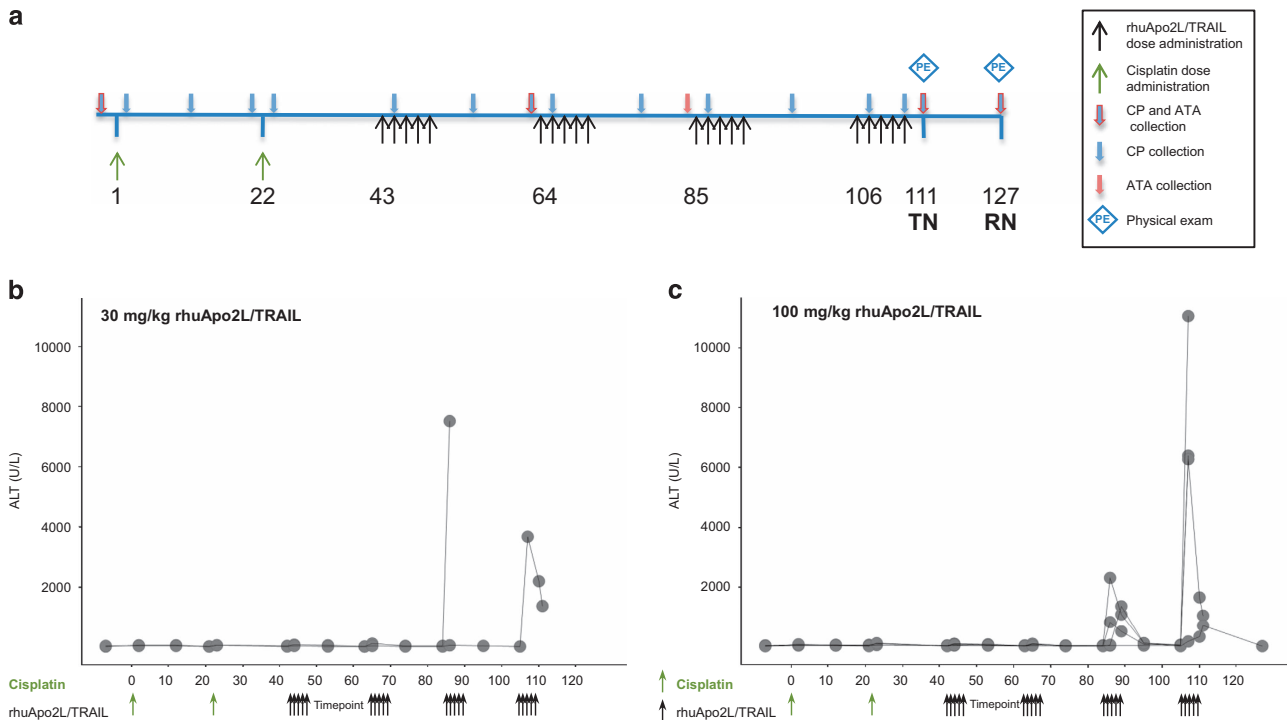 a
PE
PE
1
22
43
64
85
106
111
127
TN
RN
rhuApo2L/TRAIL
dose administration
Cisplatin dose
administration
CP and ATA
collection
CP collection
ATA collection
PE
Physical exam
b
30 mg/kg rhuApo2L/TRAIL
ALT (U/L)
10000
8000
6000
4000
2000
0 10 20 30 40 50 60 70 80 90 100 110 120
Cisplatin
rhuApo2L/TRAIL
Timepoint
c
100 mg/kg rhuApo2L/TRAIL
ALT (U/L)
10000
8000
6000
4000
2000
0 10 20 30 40 50 60 70 80 90 100 110 120
Cisplatin
rhuApo2L/TRAIL
Timepoint